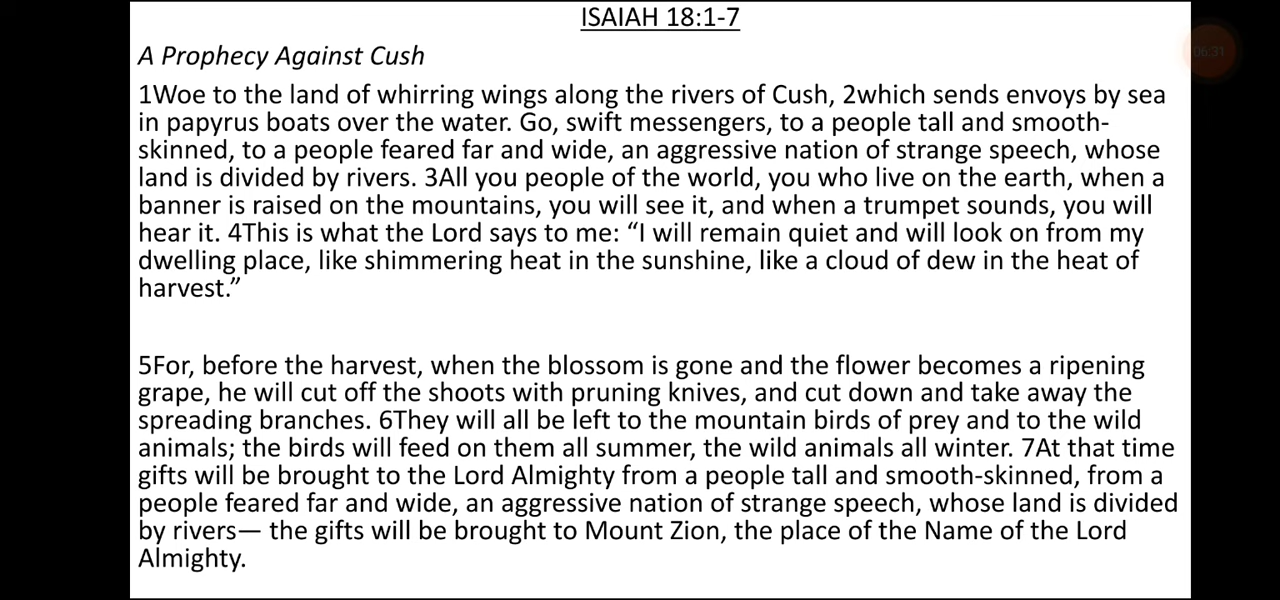 ISAIAH 18:1-7
06:31
A Prophecy Against Cush
1Woe to the land of whirring wings along the rivers of Cush, 2which sends envoys by sea
in papyrus boats over the water. Go, swift messengers, to a people tall and smooth-
skinned, to a people feared far and wide, an aggressive nation of strange speech, whose
land is divided by rivers. 3All you people of the world, you who live on the earth, when a
banner is raised on the mountains, you will see it, and when a trumpet sounds, you will
hear it. 4This is what the Lord says to me: “I will remain quiet and will look on from my
dwelling place, like shimmering heat in the sunshine, like a cloud of dew in the heat of
harvest.”
5For, before the harvest, when the blossom is gone and the flower becomes a ripening
grape, he will cut off the shoots with pruning knives, and cut down and take away the
spreading branches. 6They will all be left to the mountain birds of prey and to the wild
animals; the birds will feed on them all summer, the wild animals all winter. 7At that time
gifts will be brought to the Lord Almighty from a people tall and smooth-skinned, from a
people feared far and wide, an aggressive nation of strange speech, whose land is divided
by rivers— the gifts will be brought to Mount Zion, the place of the Name of the Lord
Almighty.